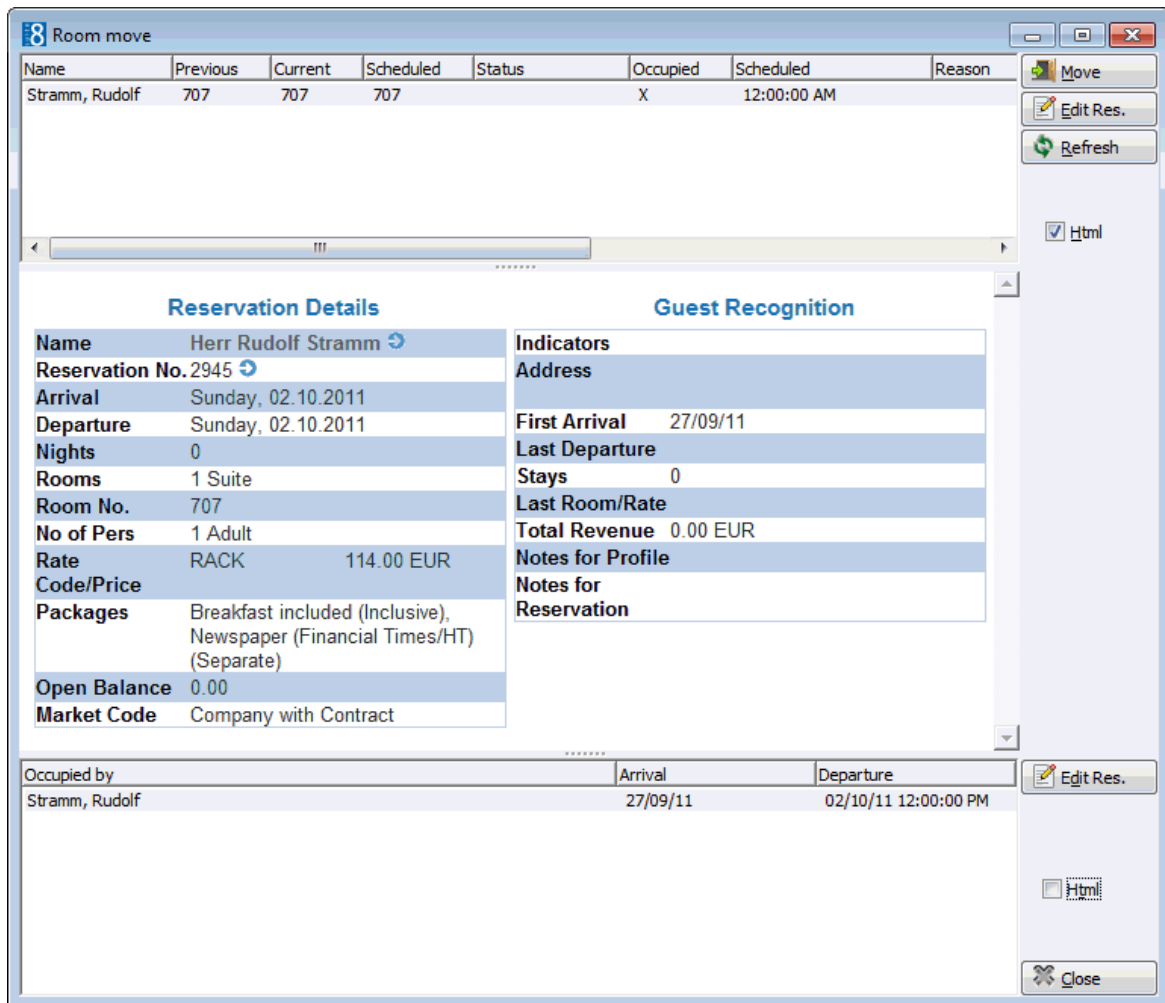 8 Room move
Name Previous Current Scheduled Status Occupied Scheduled Reason
Stramm, Rudolf 707 707 707 X 12:00:00 AM
Move
Edit Res.
Refresh
Html
Reservation Details
Name Herr Rudolf Stramm
Reservation No. 2945
Arrival Sunday, 02.10.2011
Departure Sunday, 02.10.2011
Nights 0
Rooms 1 Suite
Room No. 707
No of Pers 1 Adult
Rate RACK 114.00 EUR
Code/Price
Packages Breakfast included (Inclusive),
Newspaper (Financial Times/HT)
(Separate)
Open Balance 0.00
Market Code Company with Contract
Guest Recognition
Indicators
Address
First Arrival 27/09/11
Last Departure
Stays 0
Last Room/Rate
Total Revenue 0.00 EUR
Notes for Profile
Notes for
Reservation
Occupied by Arrival Departure
Stramm, Rudolf 27/09/11 02/10/11 12:00:00 PM
Edit Res.
Html
Close